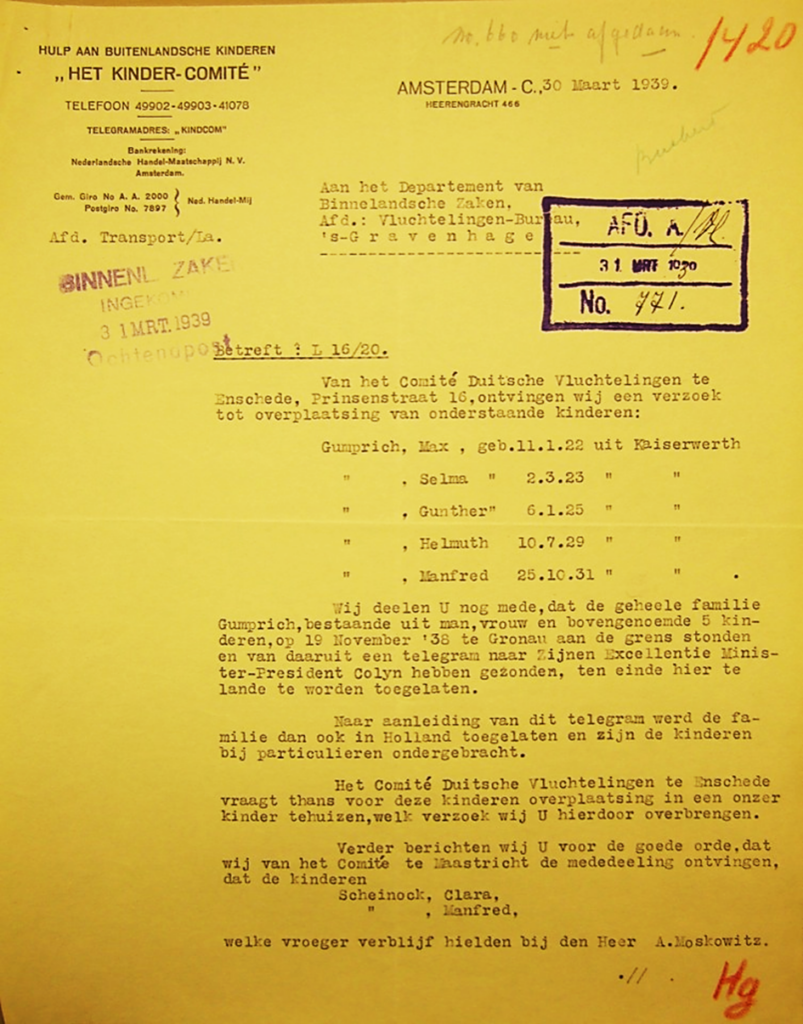 No. 660 niet afgedaan.
1420
HULP AAN BUITENLANDSCHE KINDEREN
„HET KINDER-COMITÉ”
TELEFOON 49902-49903-41078
TELEGRAMADRES: „KINDCOM”
Bankrekening:
Nederlandsche Handel-Maatschappij N. V.
Amsterdam.
Gem. Giro No A. A. 2000
Postgiro No. 7897
Ned. Handel-Mij
Afd. Transport/La.
AMSTERDAM - C., 30 Maart 1939.
HEERENGRACHT 466
Aan het Departement van
Binnelandsche Zaken,
Afd.: Vluchtelingen-Bureau,
's-G r a v e n h a g e
AFD. A
31 MRT 1939
No. 771.
BINNENL ZAKE
INGEKOM
31 MRT. 1939
Ochtendpost
Betreft : L 16/20.
Van het Comité Duitsche Vluchtelingen te
Enschede, Prinsenstraat 16,ontvingen wij een verzoek
tot overplaatsing van onderstaande kinderen:
Gumprich, Max , geb.11.1.22 uit Kaiserwerth
" , Selma " 2.3.23 " "
" , Gunther" 6.1.25 " "
" , Helmuth 10.7.29 " "
" , Manfred 25.10.31 " " .
Wij deelen U nog mede,dat de geheele familie
Gumprich,bestaande uit man,vrouw en bovengenoemde 5 kin-
deren,op 19 November '38 te Gronau aan de grens stonden
en van daaruit een telegram naar Zijnen Excellentie Minis-
ter-President Colyn hebben gezonden, ten einde hier te
lande te worden toegelaten.
Naar aanleiding van dit telegram werd de fa-
milie dan ook in Holland toegelaten en zijn de kinderen
bij particulieren ondergebracht.
Het Comité Duitsche Vluchtelingen te Enschede
vraagt thans voor deze kinderen overplaatsing in een onzer
kinder tehuizen,welk verzoek wij U hierdoor overbrengen.
Verder berichten wij U voor de goede orde,dat
wij van het Comite te Maastricht de mededeeling ontvingen,
dat de kinderen
Scheinock, Clara,
" , Manfred,
welke vroeger verblijf hielden bij den Heer A.Moskowitz.
.// .
Hg